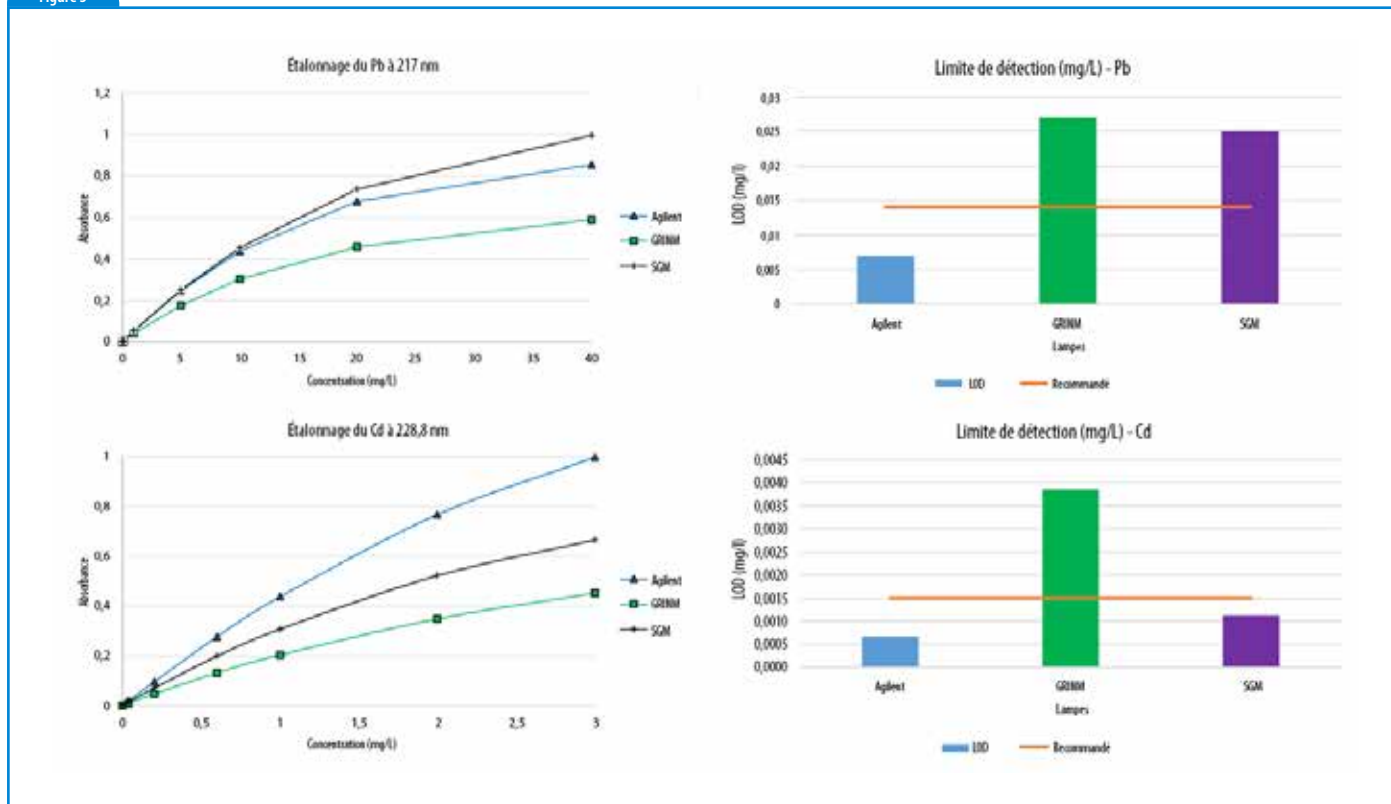 Figure 3
Étalonnage du Pb à 217 nm
1,2
1
0,8
0,6
0,4
0,2
0
Absorbance
0 5 10 15 20 25 30 35 40
Concentration (mg/L)
Agilent
GRINM
SGM
Limite de détection (mg/L) - Pb
0,03
0,025
0,02
0,015
0,01
0,005
0
LOD (mg/l)
Agilent GRINM SGM
Lampes
LOD Recommandé
Étalonnage du Cd à 228,8 nm
1
0,8
0,6
0,4
0,2
0
Absorbance
0 0,5 1 1,5 2 2,5 3
Concentration (mg/L)
Agilent
GRINM
SGM
Limite de détection (mg/L) - Cd
0,0045
0,0040
0,0035
0,0030
0,0025
0,0020
0,0015
0,0010
0,0005
0,0000
LOD (mg/l)
Agilent GRINM SGM
Lampes
LOD Recommandé